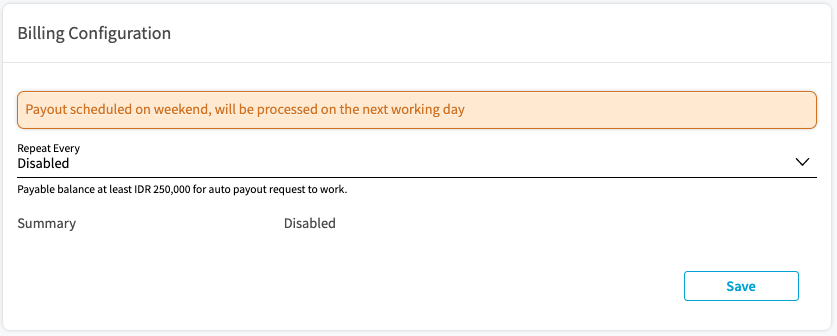 Billing Configuration
Payout scheduled on weekend, will be processed on the next working day
Repeat Every
Disabled
Payable balance at least IDR 250,000 for auto payout request to work.
Summary Disabled
Save